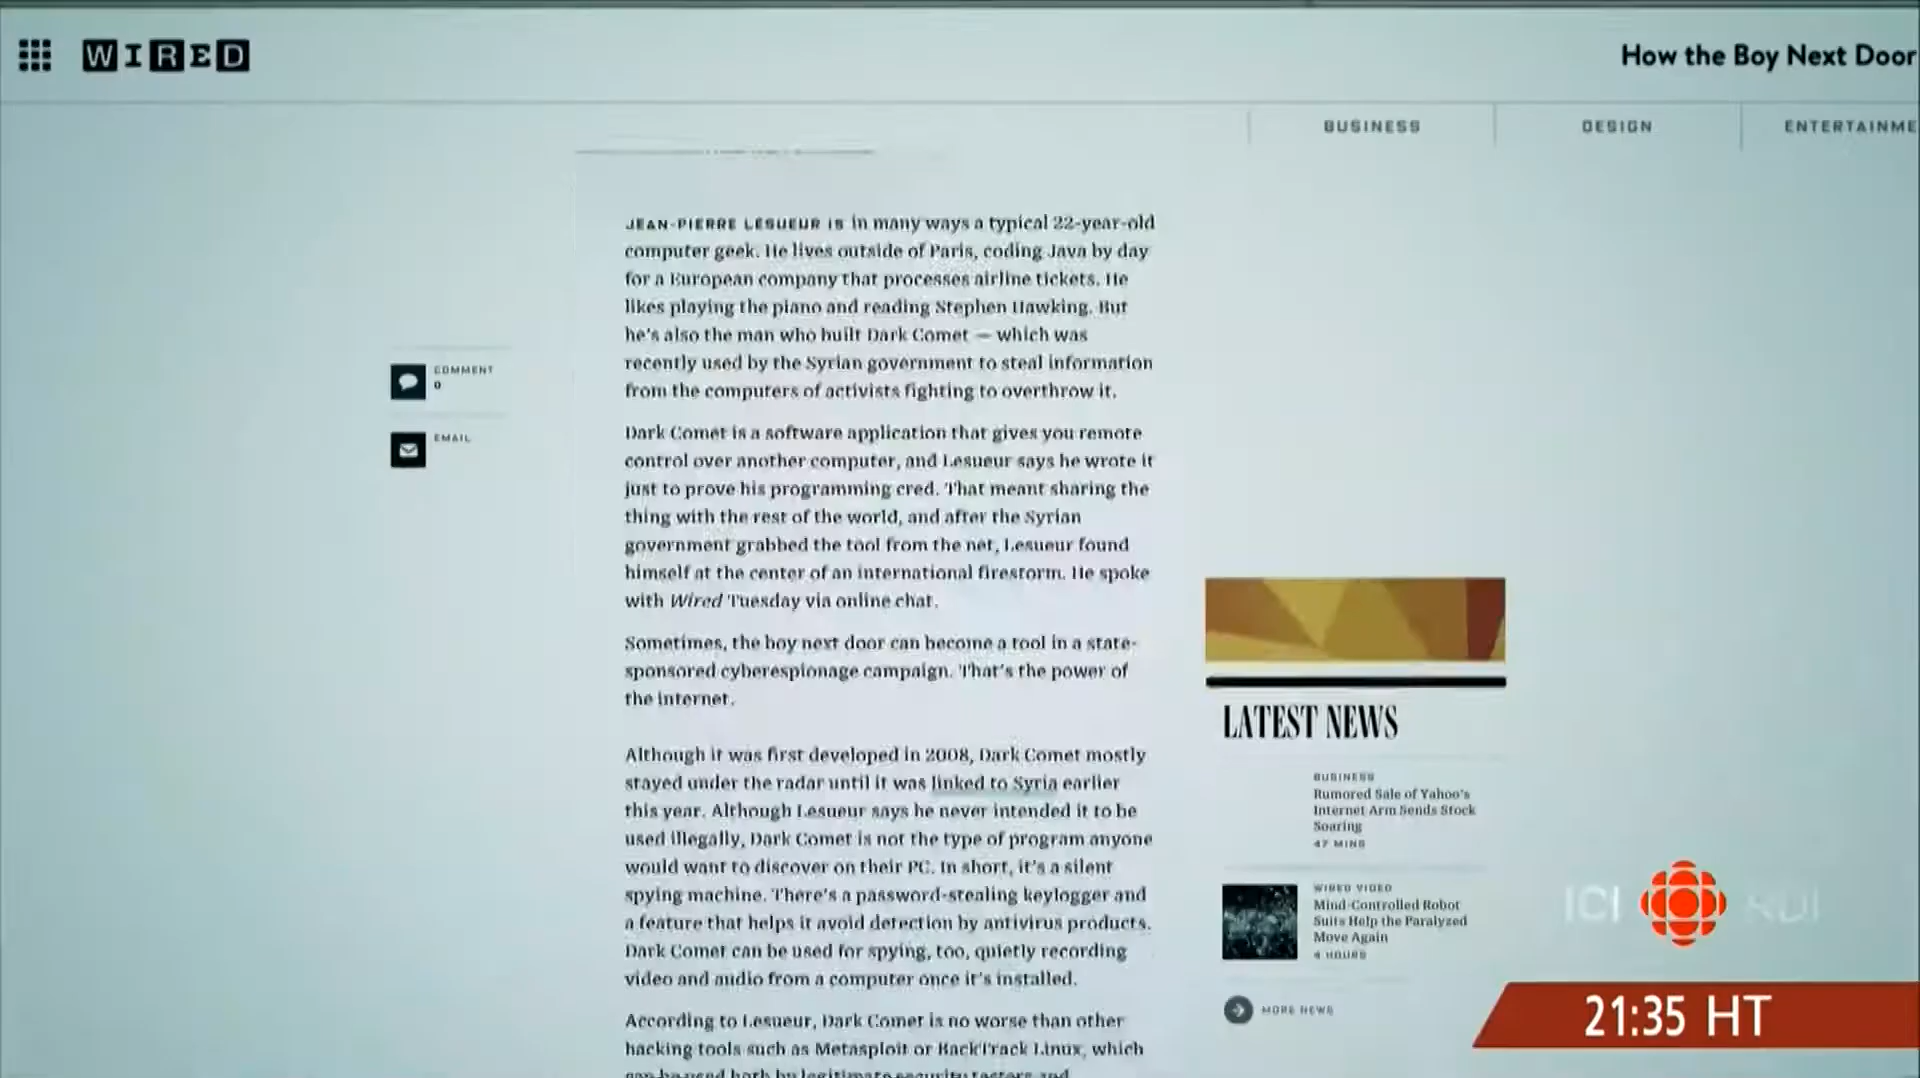 WIRED
How the Boy Next Door
BUSINESS
DESIGN
ENTERTAINME
JEAN-PIERRE LESUEUR IS in many ways a typical 22-year-old
computer geek. He lives outside of Paris, coding Java by day
for a European company that processes airline tickets. He
likes playing the piano and reading Stephen Hawking. But
he's also the man who built Dark Comet — which was
recently used by the Syrian government to steal information
from the computers of activists fighting to overthrow it.
COMMENT
0
EMAIL
Dark Comet is a software application that gives you remote
control over another computer, and Lesueur says he wrote it
just to prove his programming cred. That meant sharing the
thing with the rest of the world, and after the Syrian
government grabbed the tool from the net, Lesueur found
himself at the center of an international firestorm. He spoke
with Wired Tuesday via online chat.
Sometimes, the boy next door can become a tool in a state-
sponsored cyberespionage campaign. That's the power of
the internet.
Although it was first developed in 2008, Dark Comet mostly
stayed under the radar until it was linked to Syria earlier
this year. Although Lesueur says he never intended it to be
used illegally, Dark Comet is not the type of program anyone
would want to discover on their PC. In short, it's a silent
spying machine. There's a password-stealing keylogger and
a feature that helps it avoid detection by antivirus products.
Dark Comet can be used for spying, too, quietly recording
video and audio from a computer once it's installed.
According to Lesueur, Dark Comet is no worse than other
hacking tools such as Metasploit or BackTrack Linux, which
can be used both by legitimate security testers and
LATEST NEWS
BUSINESS
Rumored Sale of Yahoo's
Internet Arm Sends Stock
Soaring
47 MINS
WIRED VIDEO
Mind-Controlled Robot
Suits Help the Paralyzed
Move Again
4 HOURS
MORE NEWS
ICI RDI
21:35 HT